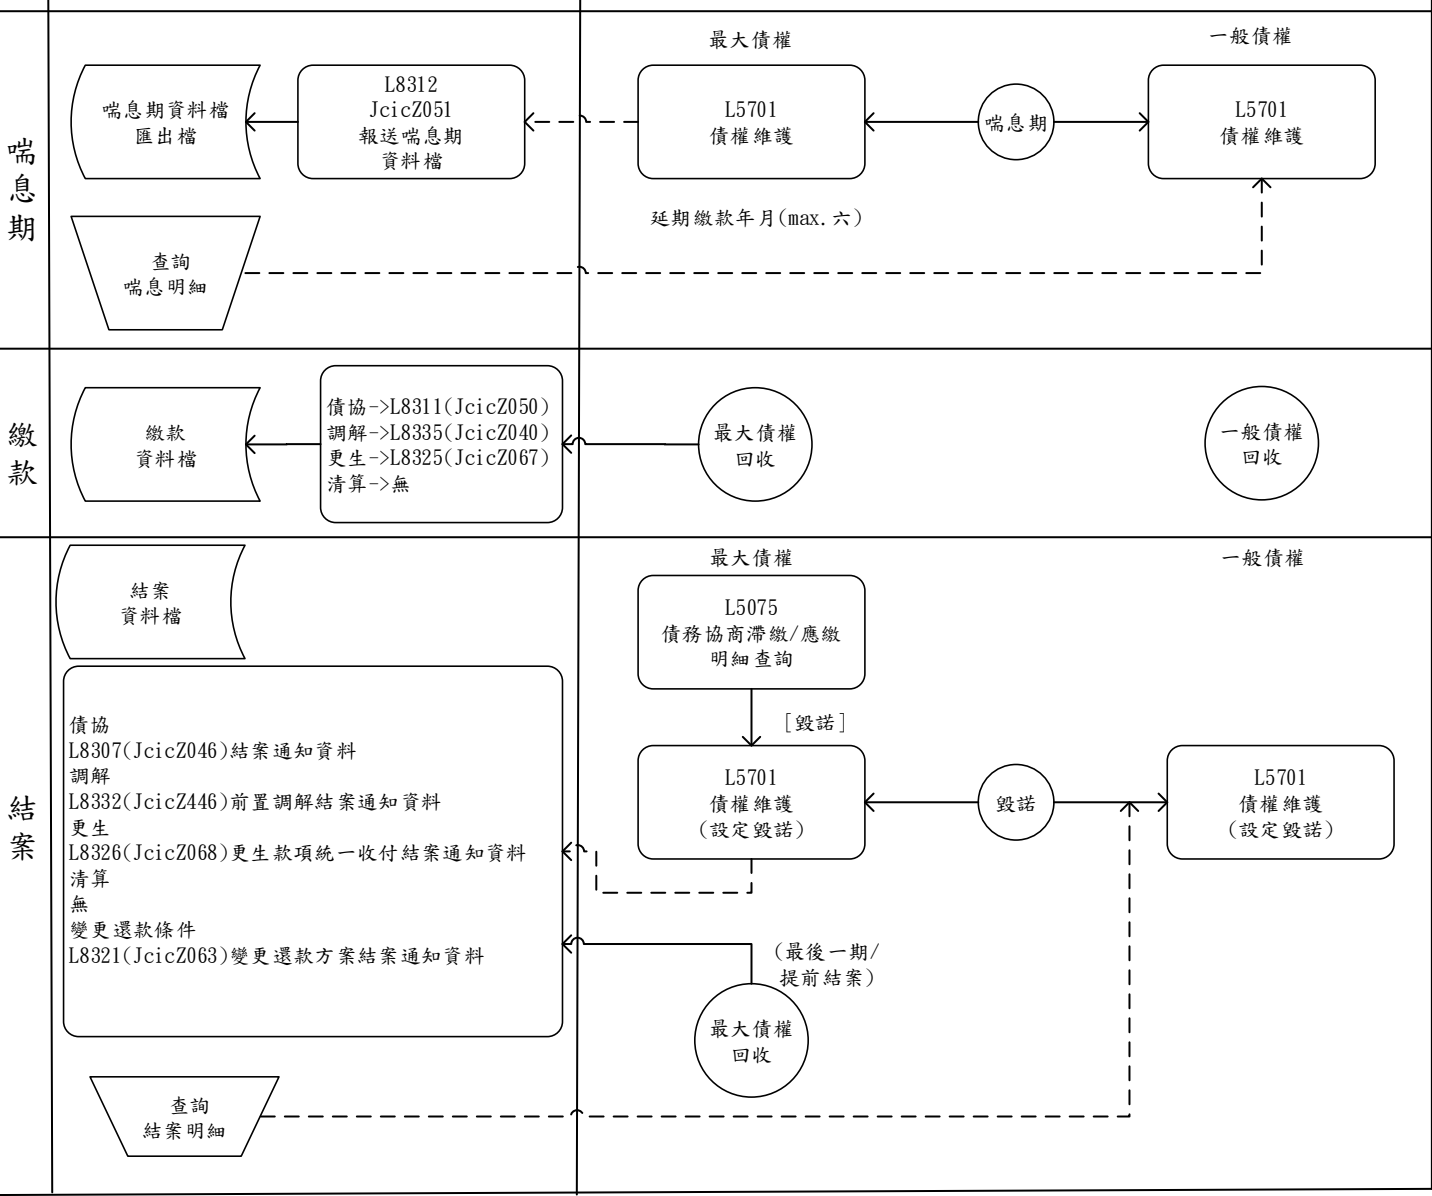 喘息期
最大債權
一般債權
喘息期資料檔
匯出檔
L8312
JcicZ051
報送喘息期
資料檔
L5701
債權維護
喘息期
L5701
債權維護
延期繳款年月(max.六)
查詢
喘息明細
繳款
繳款
資料檔
債協->L8311(JcicZ050)
調解->L8335(JcicZ040)
更生->L8325(JcicZ067)
清算->無
最大債權
回收
一般債權
回收
結案
最大債權
一般債權
結案
資料檔
L5075
債務協商滯繳/應繳
明細查詢
[毀諾]
債協
L8307(JcicZ046)結案通知資料
調解
L8332(JcicZ446)前置調解結案通知資料
更生
L8326(JcicZ068)更生款項統一收付結案通知資料
清算
無
變更還款條件
L8321(JcicZ063)變更還款方案結案通知資料
L5701
債權維護
(設定毀諾)
毀諾
L5701
債權維護
(設定毀諾)
(最後一期/
提前結案)
最大債權
回收
查詢
結案明細